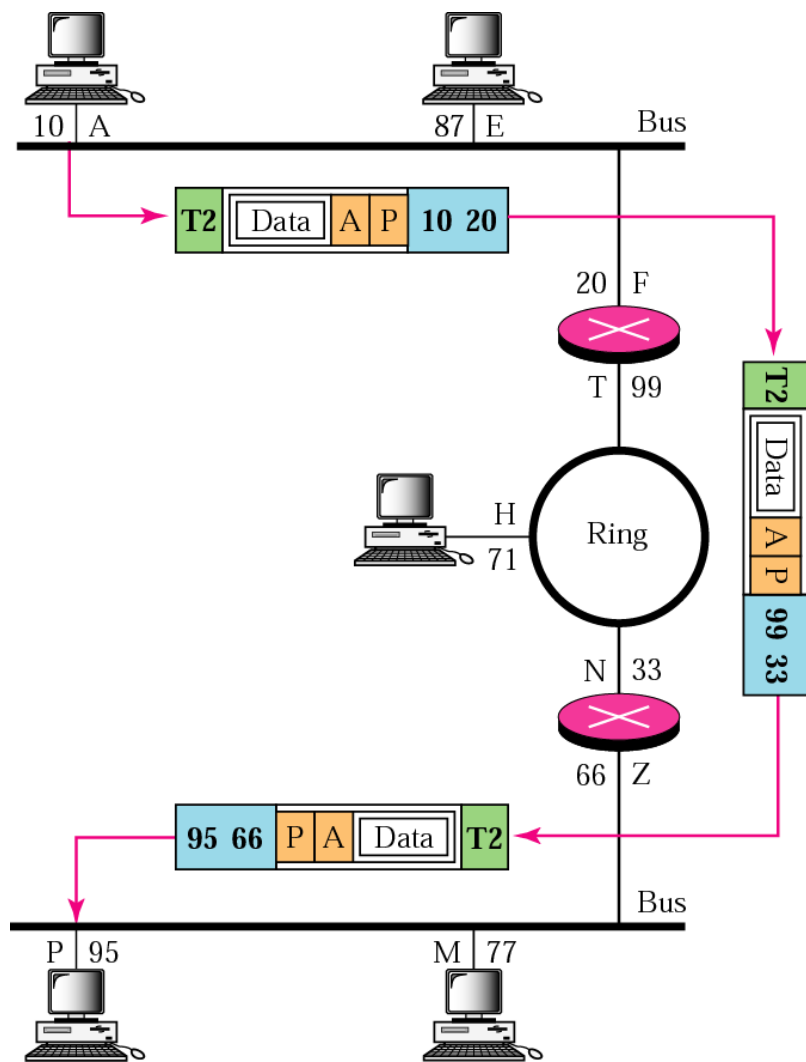 10 A
87 E
Bus
T2 Data A P 10 20
20 F
T 99
T2 Data A P 99 33
H
71
Ring
N 33
66 Z
95 66 P A Data T2
Bus
P 95
M 77